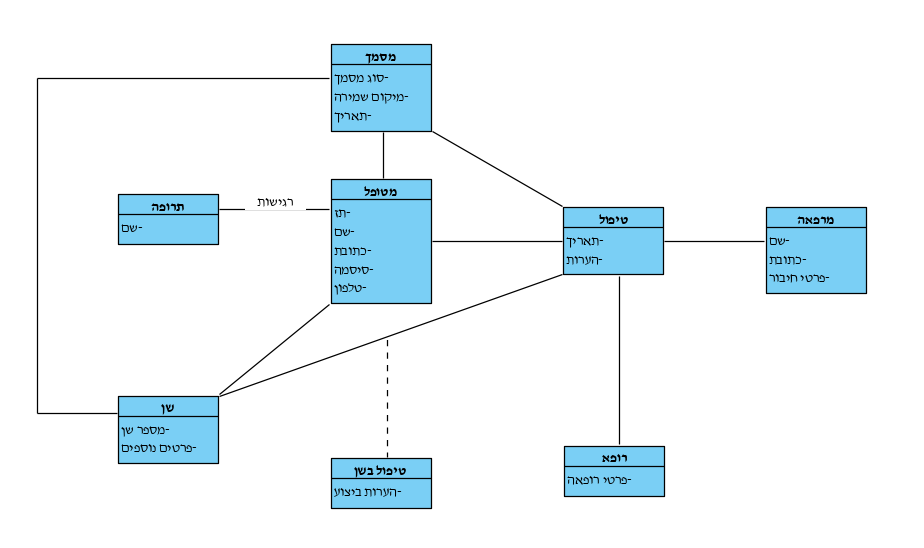 מסמך
-סוג מסמך
-מיקום שמירה
-תאריך
תרופה
-שם
רגישות
מטופל
-תז
-שם
-כתובת
-סיסמה
-טלפון
טיפול
-תאריך
-הערות
מרפאה
-שם
-כתובת
-פרטי חיבור
שן
-מספר שן
-פרטים נוספים
טיפול בשן
-הערות ביצוע
רופא
-פרטי רופאה